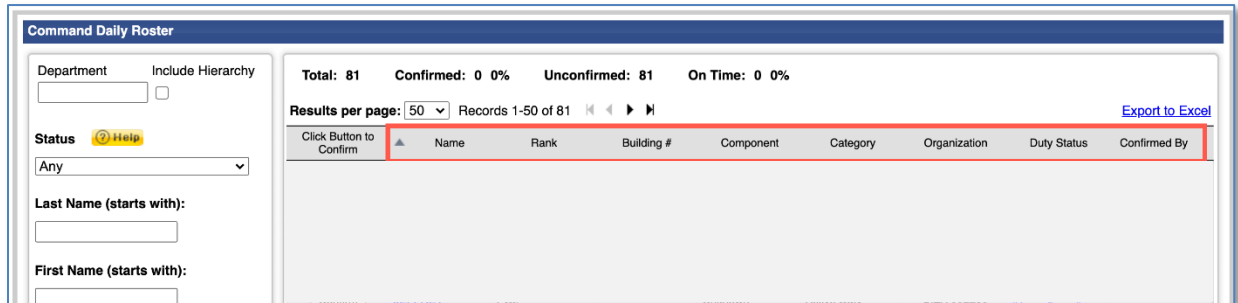 Command Daily Roster
Department Include Hierarchy
Status ? Help
Any
Last Name (starts with):
First Name (starts with):
Total: 81 Confirmed: 0 0% Unconfirmed: 81 On Time: 0 0%
Results per page: 50 Records 1-50 of 81 Export to Excel
Click Button to
Confirm
Name Rank Building # Component Category Organization Duty Status Confirmed By